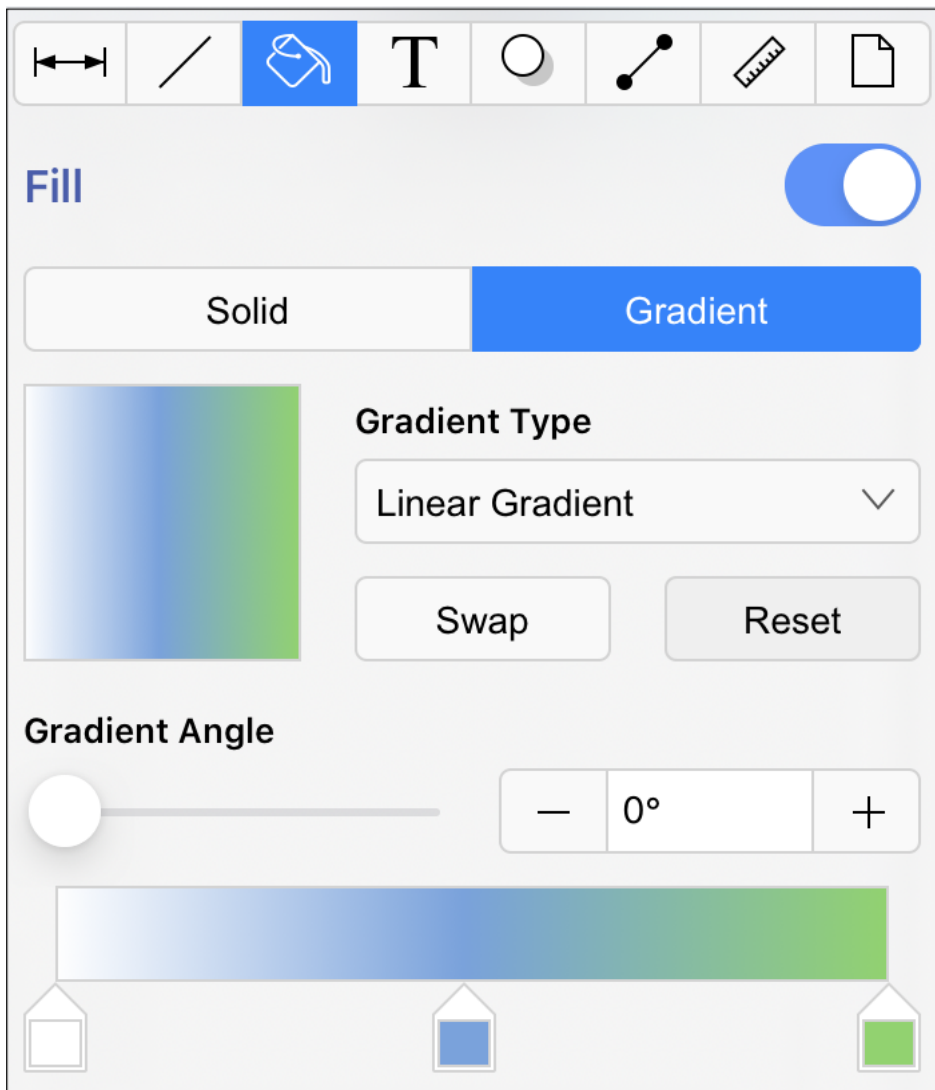 T
Fill
Solid
Gradient
Gradient Type
Linear Gradient
Swap
Reset
Gradient Angle
0°